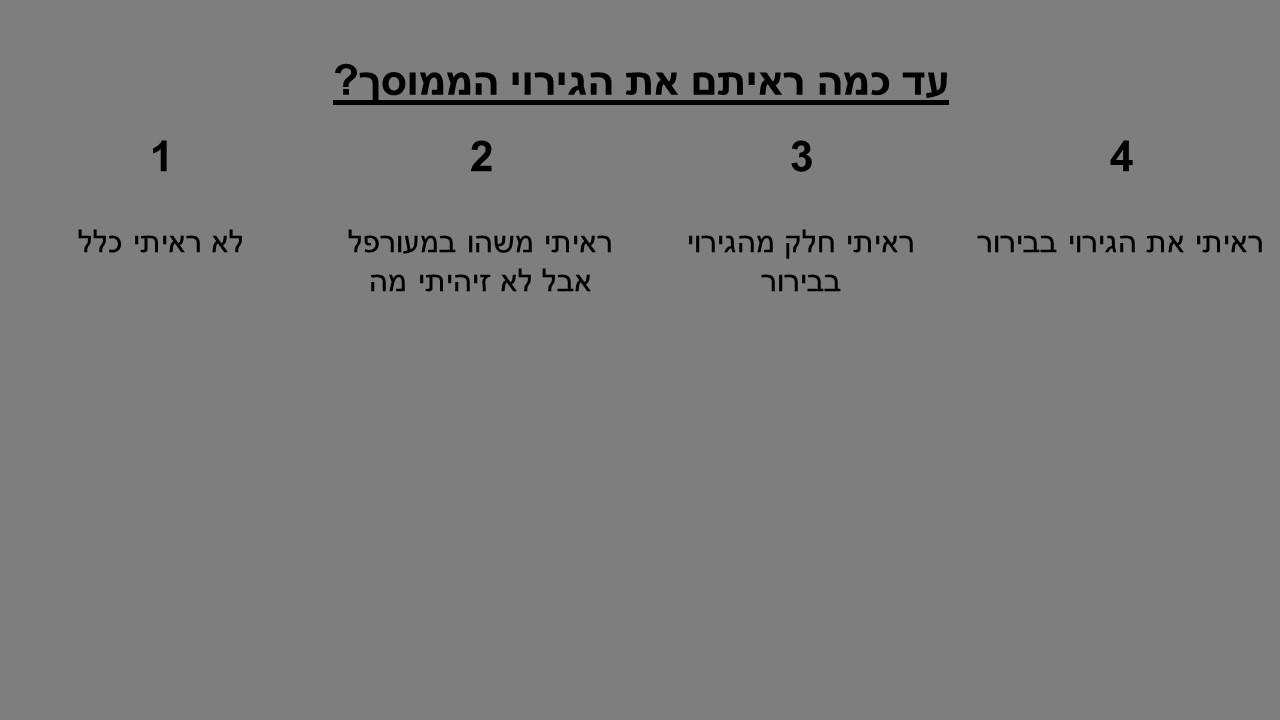 עד כמה ראיתם את הגירוי הממוסך?
1 2 3 4
לא ראיתי כלל
ראיתי משהו במעורפל
אבל לא זיהיתי מה
ראיתי חלק מהגירוי
בבירור
ראיתי את הגירוי בבירור